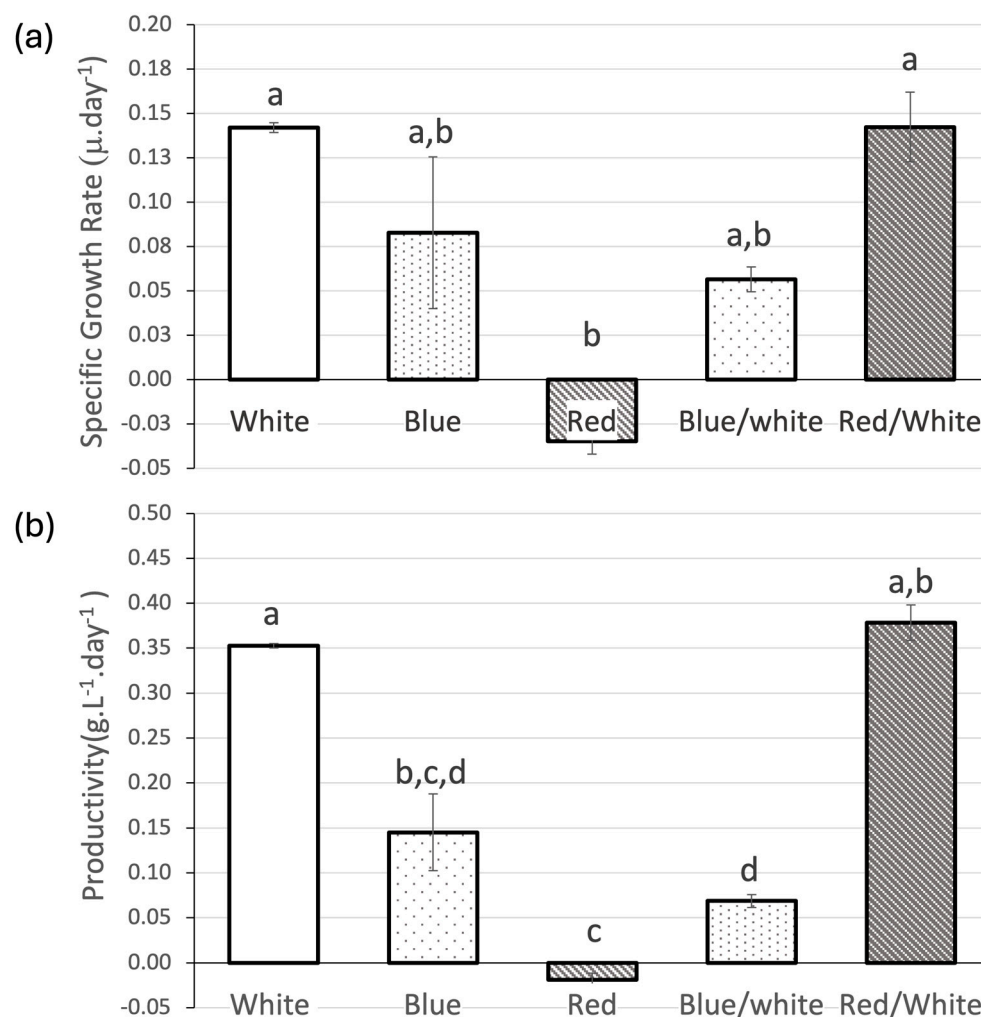 (a)
Specific Growth Rate (μ.day⁻¹)
0.20
0.18
0.15
0.13
0.10
0.08
0.05
0.03
0.00
-0.03
-0.05
a
a,b
b
a,b
a
White Blue Red Blue/white Red/White
(b)
Productivity(g.L⁻¹.day⁻¹ )
0.50
0.45
0.40
0.35
0.30
0.25
0.20
0.15
0.10
0.05
0.00
-0.05
a
b,c,d
c
d
a,b
White Blue Red Blue/white Red/White